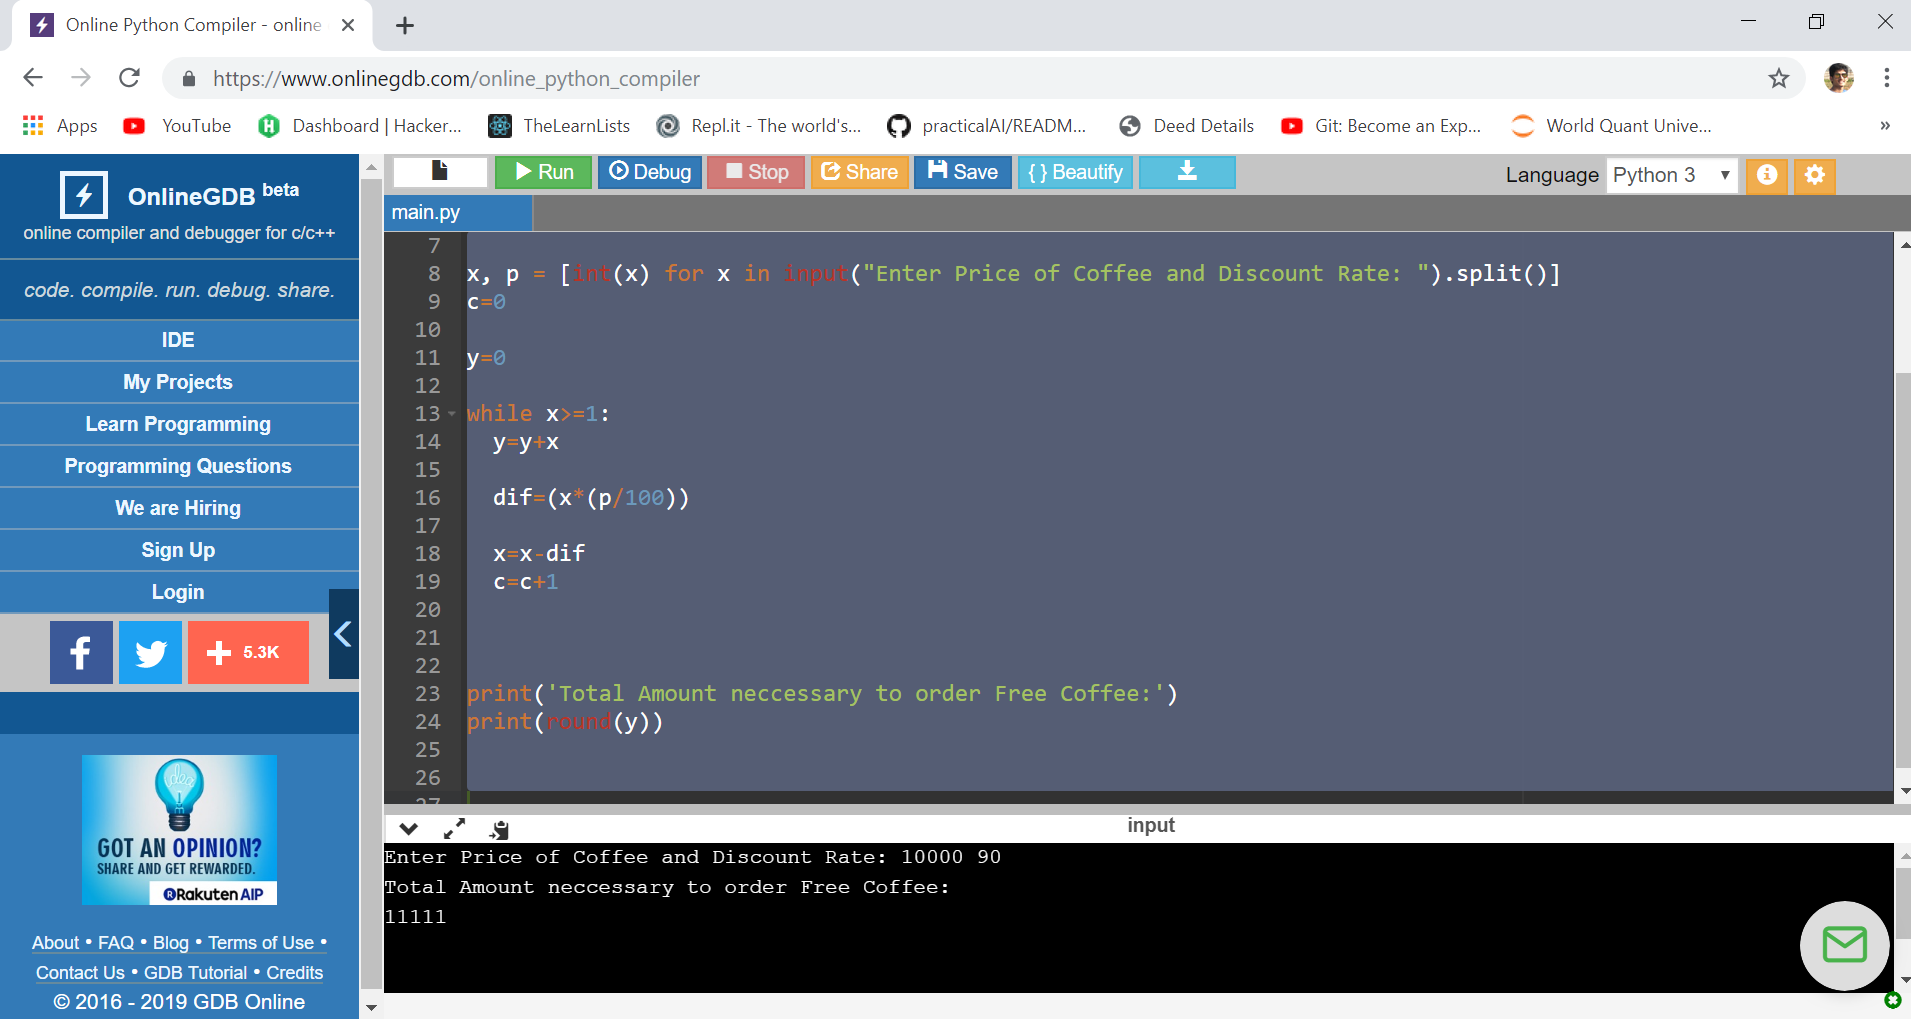 Online Python Compiler - online
https://www.onlinegdb.com/online_python_compiler
Apps YouTube Dashboard | Hacker... TheLearnLists Repl.it - The world's... practicalAI/READM... Deed Details Git: Become an Exp... World Quant Unive... »
OnlineGDB beta
online compiler and debugger for c/c++
code. compile. run. debug. share.
IDE
My Projects
Learn Programming
Programming Questions
We are Hiring
Sign Up
Login
5.3K
idea
GOT AN OPINION?
SHARE AND GET REWARDED.
Rakuten AIP
About • FAQ • Blog • Terms of Use •
Contact Us • GDB Tutorial • Credits
© 2016 - 2019 GDB Online
Run Debug Stop Share Save { } Beautify
Language Python 3
main.py
7
8 x, p = [int(x) for x in input("Enter Price of Coffee and Discount Rate: ").split()]
9 c=0
10
11 y=0
12
13 while x>=1:
14 y=y+x
15
16 dif=(x*(p/100))
17
18 x=x-dif
19 c=c+1
20
21
22
23 print('Total Amount neccessary to order Free Coffee:')
24 print(round(y))
25
26
27
input
Enter Price of Coffee and Discount Rate: 10000 90
Total Amount neccessary to order Free Coffee:
11111